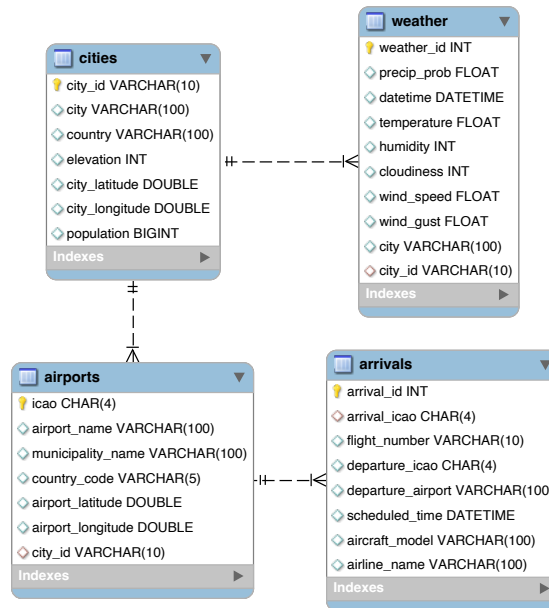 cities
city_id VARCHAR(10)
city VARCHAR(100)
country VARCHAR(100)
elevation INT
city_latitude DOUBLE
city_longitude DOUBLE
population BIGINT
Indexes
weather
weather_id INT
precip_prob FLOAT
datetime DATETIME
temperature FLOAT
humidity INT
cloudiness INT
wind_speed FLOAT
wind_gust FLOAT
city VARCHAR(100)
city_id VARCHAR(10)
Indexes
airports
icao CHAR(4)
airport_name VARCHAR(100)
municipality_name VARCHAR(100)
country_code VARCHAR(5)
airport_latitude DOUBLE
airport_longitude DOUBLE
city_id VARCHAR(10)
Indexes
arrivals
arrival_id INT
arrival_icao CHAR(4)
flight_number VARCHAR(10)
departure_icao CHAR(4)
departure_airport VARCHAR(100
scheduled_time DATETIME
aircraft_model VARCHAR(100)
airline_name VARCHAR(100)
Indexes